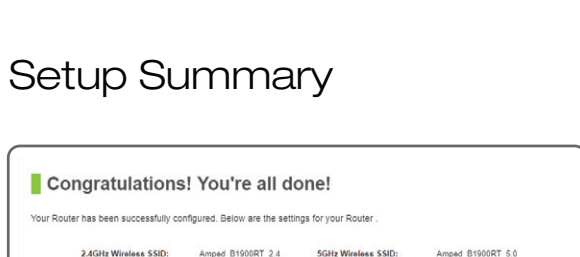 Setup Summary
Congratulations! You're all done!
Your Router has been successfully configured. Below are the settings for your Router .
2.4GHz Wireless SSID: Amped_B1900RT_2.4 5GHz Wireless SSID: Amped_B1900RT_5.0